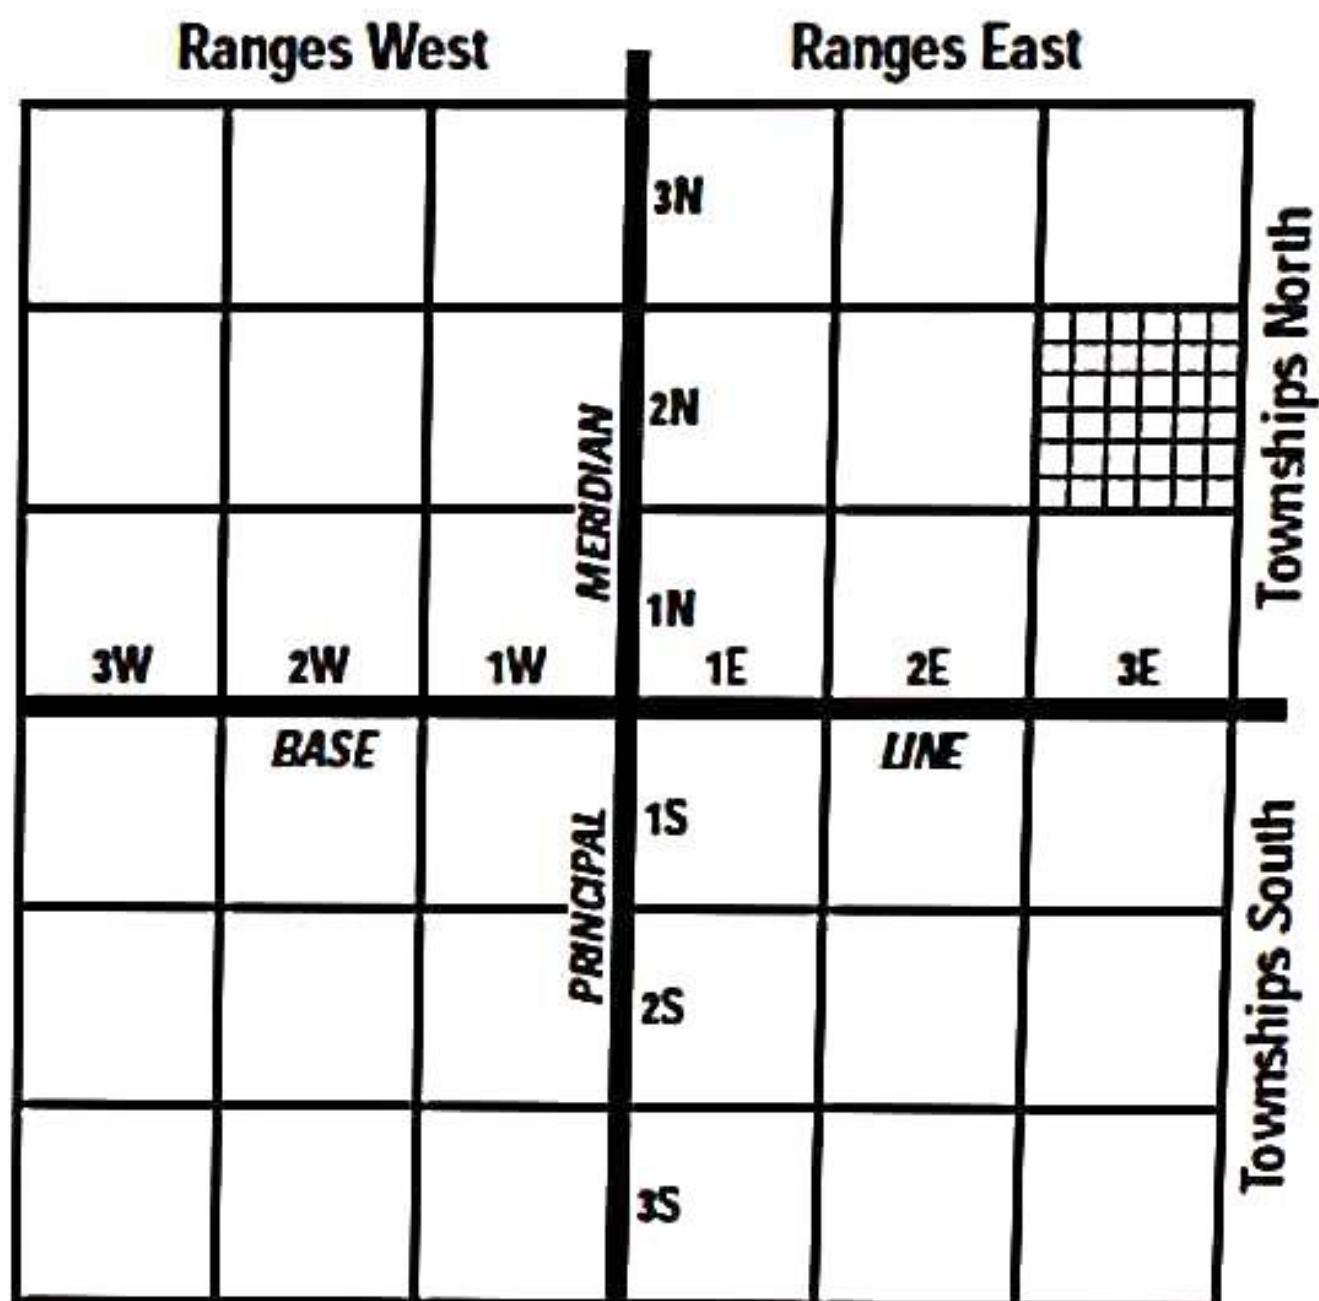 Ranges West
Ranges East
3N
2N
MERIDIAN
1N
3W 2W 1W 1E 2E 3E
BASE LINE
1S
PRINCIPAL
2S
3S
Townships North
Townships South